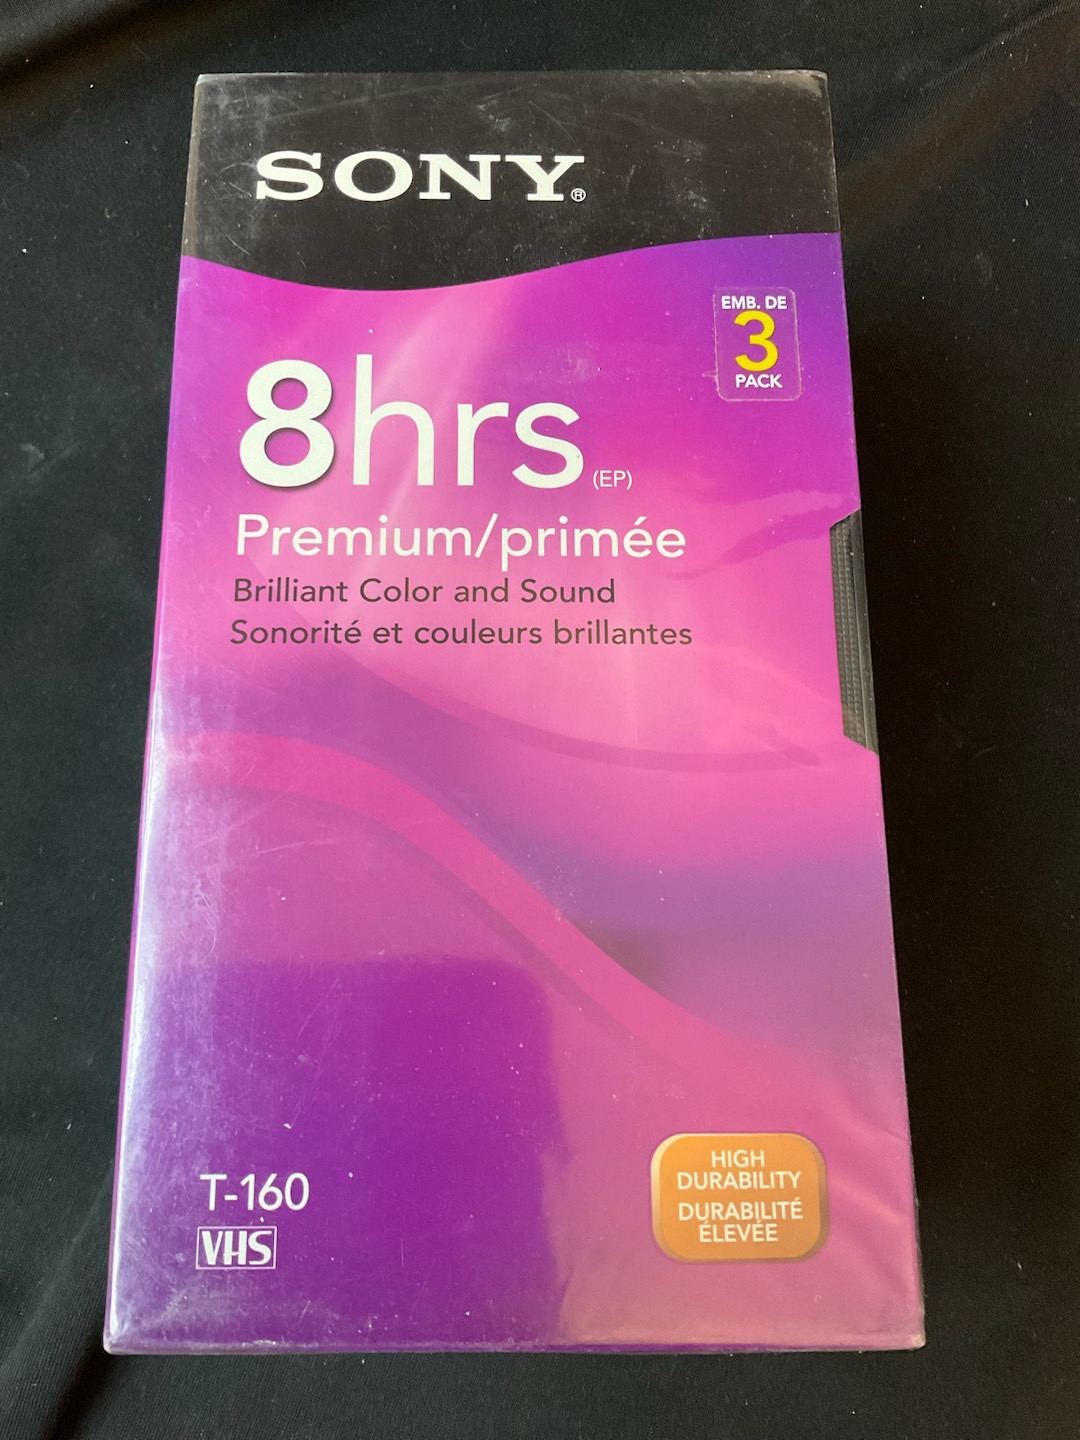 SONY®
EMB. DE
3
PACK
8hrs (EP)
Premium/primée
Brilliant Color and Sound
Sonorité et couleurs brillantes
T-160
VHS
HIGH
DURABILITY
DURABILITÉ
ÉLEVÉE